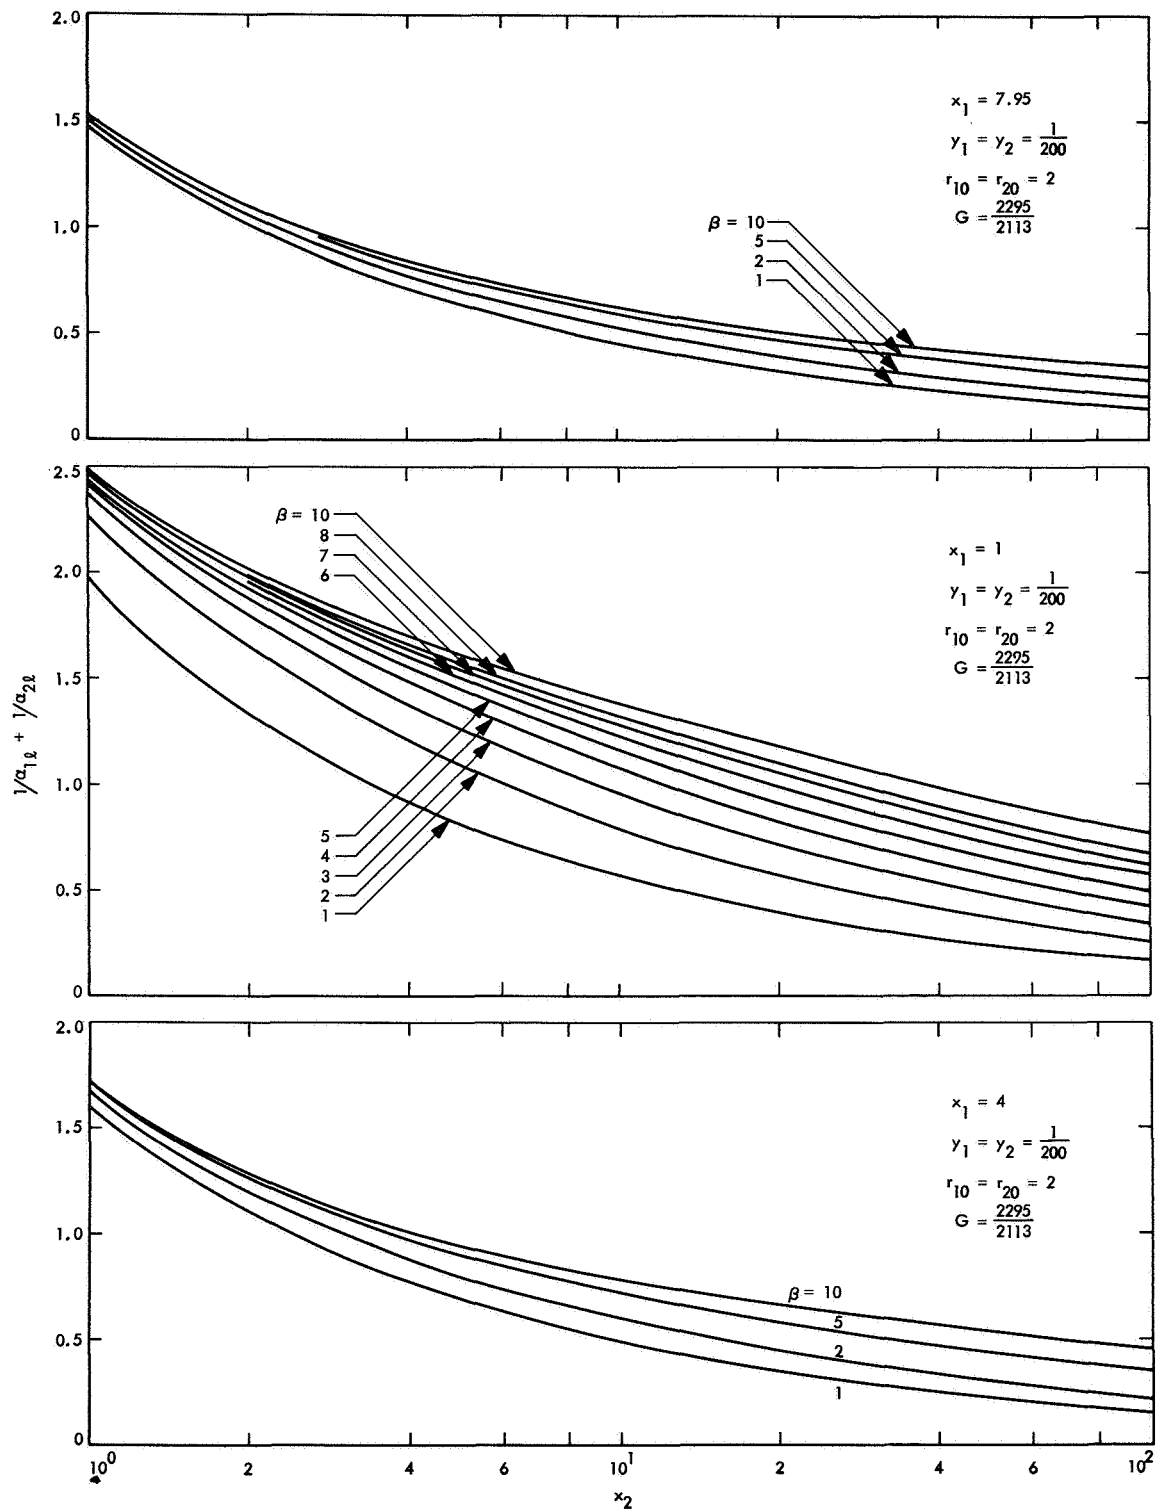 2.0
1.5
1.0
0.5
0
x1 = 7.95
y1 = y2 = 1/200
r10 = r20 = 2
G = 2295/2113
β = 10
5
2
1
2.5
2.0
1.5
1.0
0.5
0
1/α1ℓ + 1/α2ℓ
β = 10
8
7
6
5
4
3
2
1
x1 = 1
y1 = y2 = 1/200
r10 = r20 = 2
G = 2295/2113
2.0
1.5
1.0
0.5
0
x1 = 4
y1 = y2 = 1/200
r10 = r20 = 2
G = 2295/2113
β = 10
5
2
1
10^0 2 4 6 10^1 2 4 6 10^2
x2